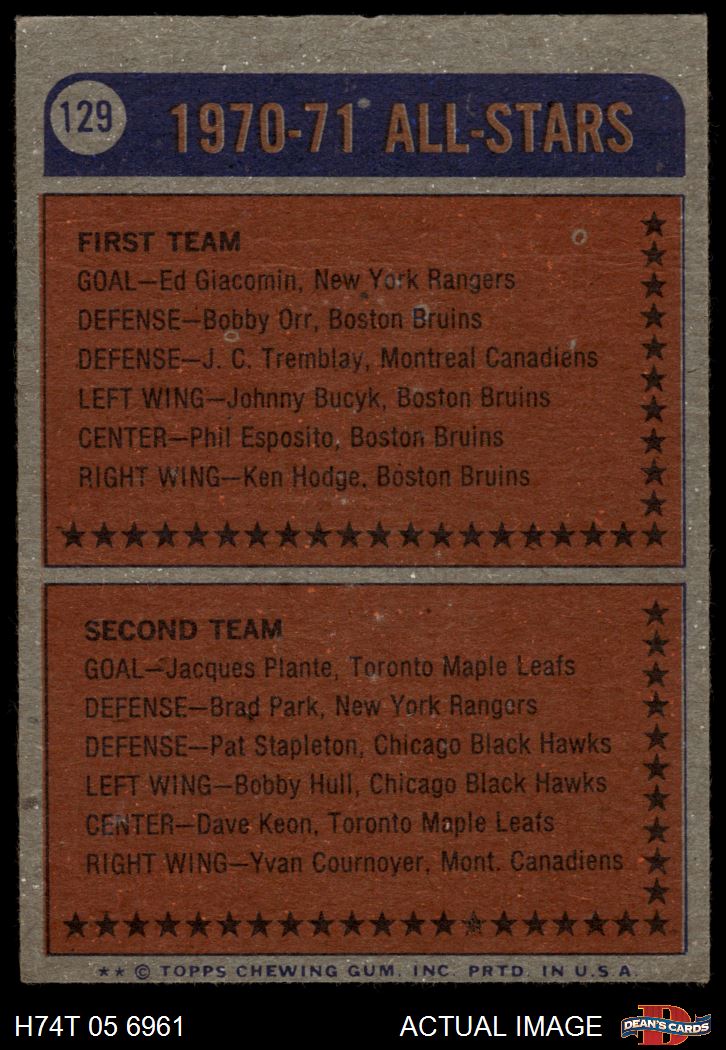 129
1970-71 ALL-STARS
FIRST TEAM
GOAL—Ed Giacomin, New York Rangers
DEFENSE—Bobby Orr, Boston Bruins
DEFENSE—J. C. Tremblay, Montreal Canadiens
LEFT WING—Johnny Bucyk, Boston Bruins
CENTER—Phil Esposito, Boston Bruins
RIGHT WING—Ken Hodge, Boston Bruins
SECOND TEAM
GOAL—Jacques Plante, Toronto Maple Leafs
DEFENSE—Brad Park, New York Rangers
DEFENSE—Pat Stapleton, Chicago Black Hawks
LEFT WING—Bobby Hull, Chicago Black Hawks
CENTER—Dave Keon, Toronto Maple Leafs
RIGHT WING—Yvan Cournoyer, Mont. Canadiens
** © TOPPS CHEWING GUM, INC. PRTD. IN U.S.A.
H74T 05 6961
ACTUAL IMAGE
D
DEAN'S CARDS